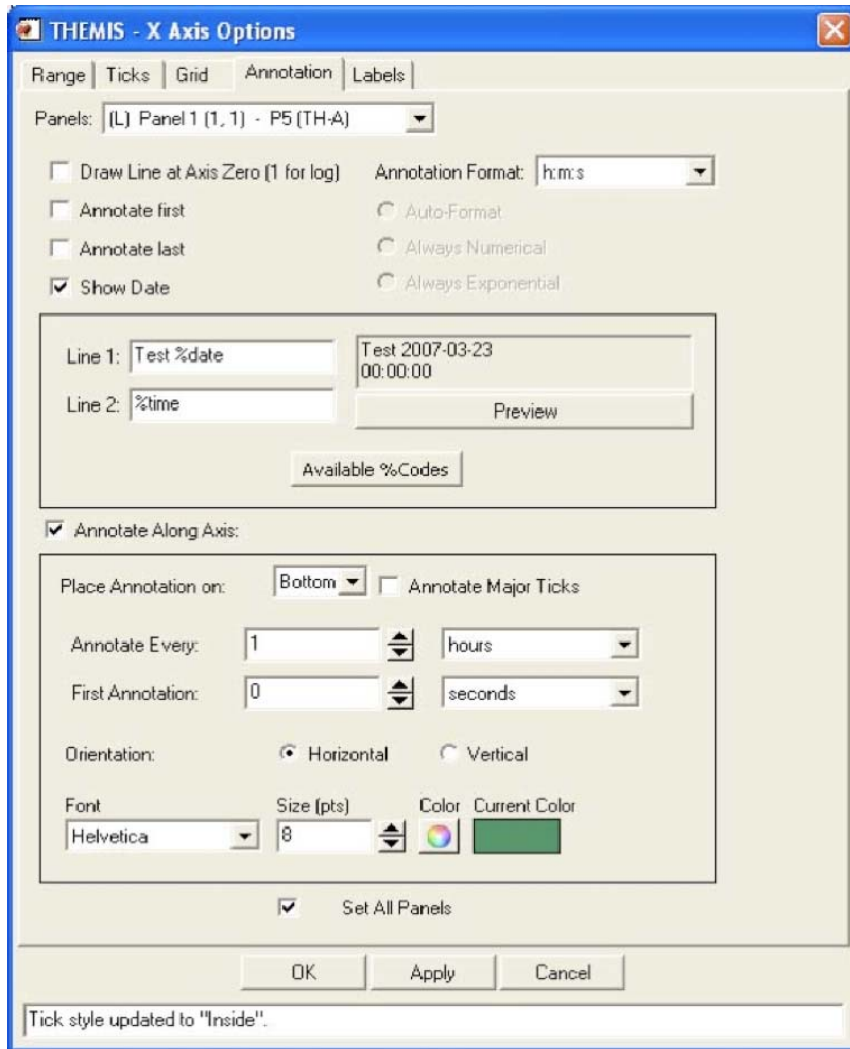 THEMIS - X Axis Options
Range Ticks Grid Annotation Labels
Panels: (L) Panel 1 (1, 1) - P5 (TH-A)
Draw Line at Axis Zero (1 for log) Annotation Format: h:m:s
Annotate first Auto-Format
Annotate last Always Numerical
Show Date Always Exponential
Line 1: Test %date Test 2007-03-23
00:00:00
Line 2: %time Preview
Available %Codes
Annotate Along Axis:
Place Annotation on: Bottom Annotate Major Ticks
Annotate Every: 1 hours
First Annotation: 0 seconds
Orientation: Horizontal Vertical
Font Size (pts) Color Current Color
Helvetica 8
Set All Panels
OK Apply Cancel
Tick style updated to "Inside".